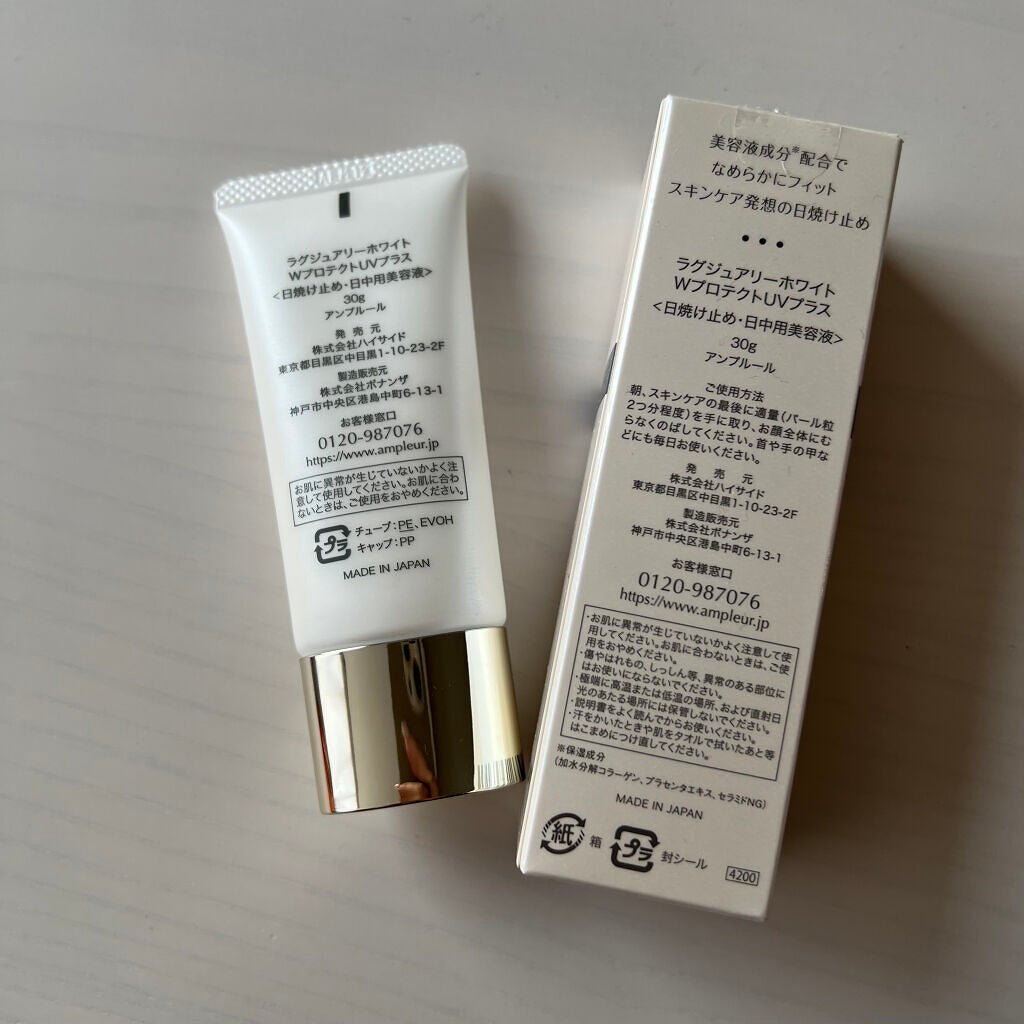 ラグジュアリーホワイト
WプロテクトUVプラス
<日焼け止め・日中用美容液>
30g
アンプルール
発売元
株式会社ハイサイド
東京都目黒区中目黒1-10-23-2F
製造販売元
株式会社ボナンザ
神戸市中央区港島中町6-13-1
お客様窓口
0120-987076
https://www.ampleur.jp
お肌に異常が生じていないかよく注
意して使用してください。お肌に合わ
ないときは、ご使用をおやめください。
プラ
チューブ:PE、EVOH
キャップ:PP
MADE IN JAPAN
美容液成分※配合で
なめらかにフィット
スキンケア発想の日焼け止め
•••
ラグジュアリーホワイト
WプロテクトUVプラス
<日焼け止め・日中用美容液>
30g
アンプルール
ご使用方法
朝、スキンケアの最後に適量(パール粒
2つ分程度)を手に取り、お顔全体にむ
らなくのばしてください。首や手の甲な
どにも毎日お使いください。
発売元
株式会社ハイサイド
東京都目黒区中目黒1-10-23-2F
製造販売元
株式会社ボナンザ
神戸市中央区港島中町6-13-1
お客様窓口
0120-987076
https://www.ampleur.jp
・お肌に異常が生じていないかよく注意して使
用してください。お肌に合わないときは、ご使
用をおやめください。
・傷やはれもの、しっしん等、異常のある部位に
はお使いにならないでください。
・極端に高温または低温の場所、および直射日
光のあたる場所には保管しないでください。
・説明書をよく読んでからお使いください。
・汗をかいたときや肌をタオルで拭いたあと等
はこまめにつけ直してください。
※保湿成分
(加水分解コラーゲン、プラセンタエキス、セラミドNG)
MADE IN JAPAN
紙 箱 プラ 封シール
4200